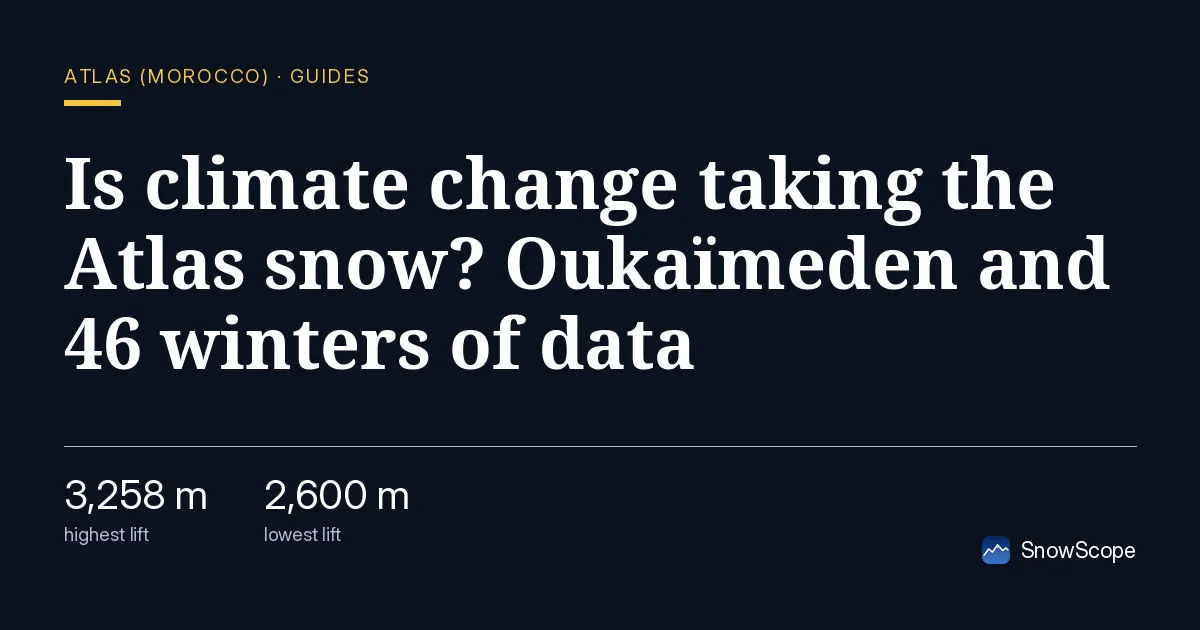 ATLAS (MOROCCO) · GUIDES
Is climate change taking the
Atlas snow? Oukaïmeden and
46 winters of data
3,258 m 2,600 m
highest lift lowest lift
SnowScope